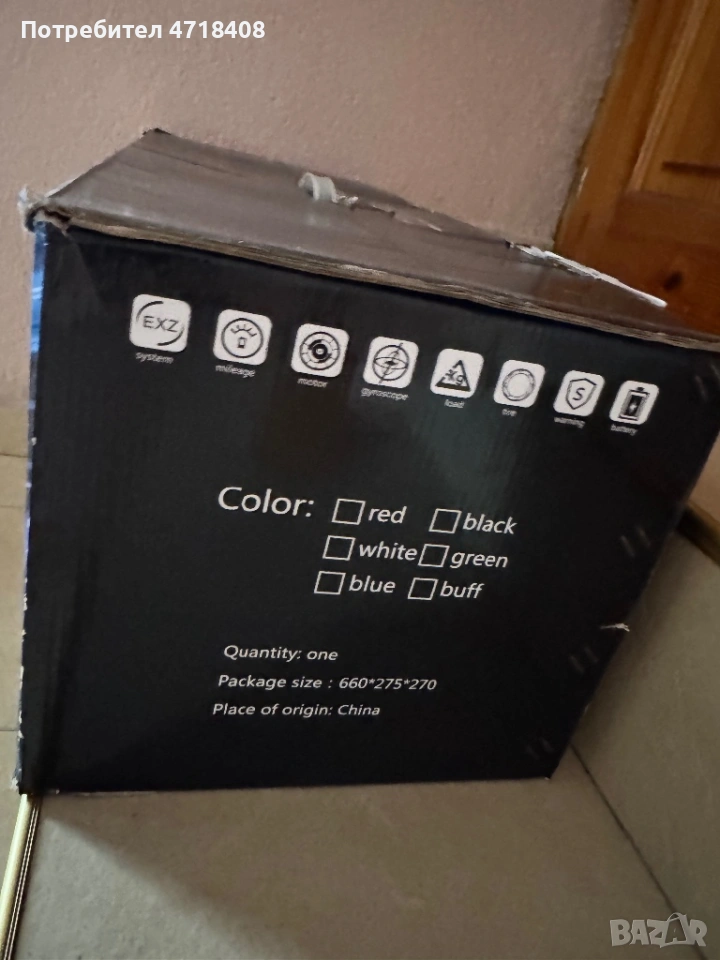 Потребител 4718408
EXZ
system
mileage
motor
gyroscope
Kg
load
tire
S
warning
battery
Color: red black
white green
blue buff
Quantity: one
Package size : 660*275*270
Place of origin: China
BAZAR